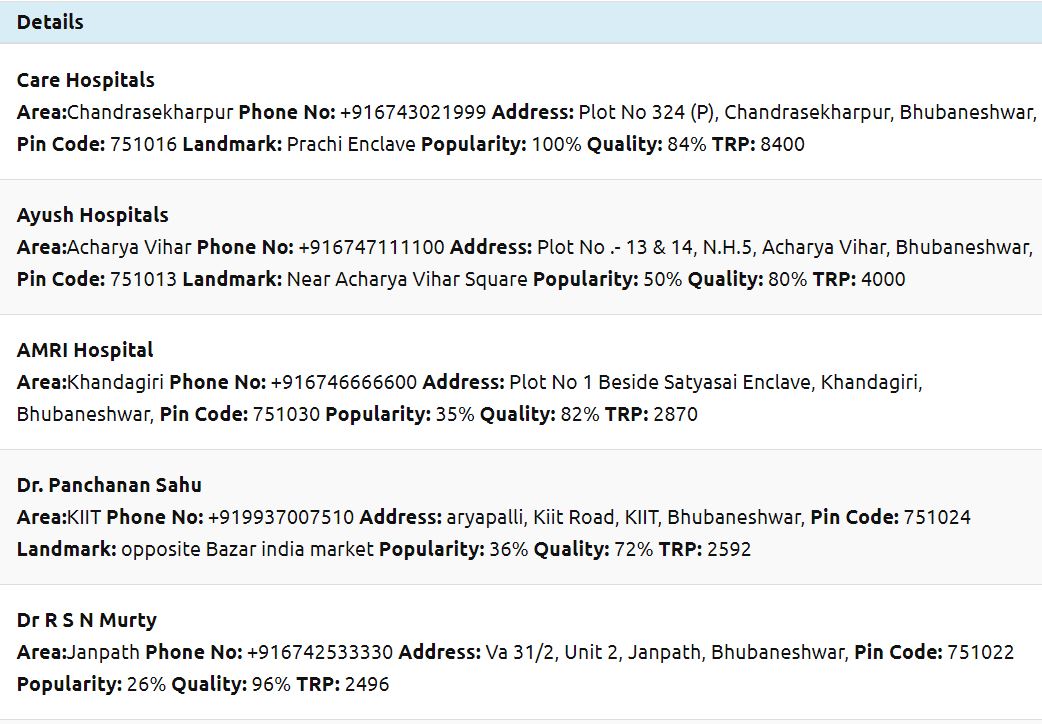 Details
Care Hospitals
Area:Chandrasekharpur Phone No: +916743021999 Address: Plot No 324 (P), Chandrasekharpur, Bhubaneshwar,
Pin Code: 751016 Landmark: Prachi Enclave Popularity: 100% Quality: 84% TRP: 8400
Ayush Hospitals
Area:Acharya Vihar Phone No: +916747111100 Address: Plot No .- 13 & 14, N.H.5, Acharya Vihar, Bhubaneshwar,
Pin Code: 751013 Landmark: Near Acharya Vihar Square Popularity: 50% Quality: 80% TRP: 4000
AMRI Hospital
Area:Khandagiri Phone No: +916746666600 Address: Plot No 1 Beside Satyasai Enclave, Khandagiri,
Bhubaneshwar, Pin Code: 751030 Popularity: 35% Quality: 82% TRP: 2870
Dr. Panchanan Sahu
Area:KIIT Phone No: +919937007510 Address: aryapalli, Kiit Road, KIIT, Bhubaneshwar, Pin Code: 751024
Landmark: opposite Bazar india market Popularity: 36% Quality: 72% TRP: 2592
Dr R S N Murty
Area:Janpath Phone No: +916742533330 Address: Va 31/2, Unit 2, Janpath, Bhubaneshwar, Pin Code: 751022
Popularity: 26% Quality: 96% TRP: 2496